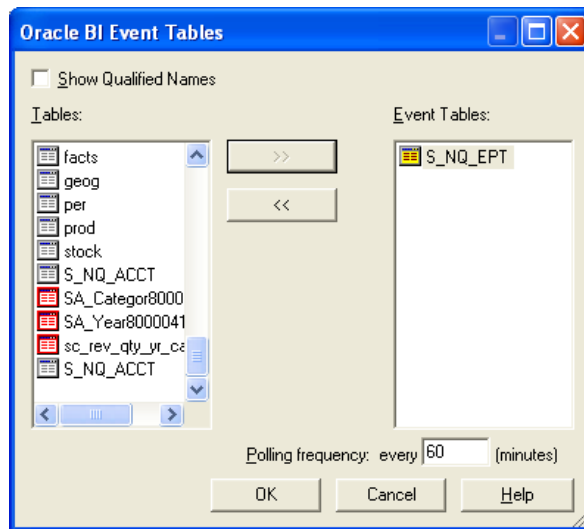 Oracle BI Event Tables
Show Qualified Names
Tables:
Event Tables:
facts
geog
per
prod
stock
S_NQ_ACCT
SA_Categor8000
SA_Year8000041
sc_rev_qty_yr_ca
S_NQ_ACCT
>>
<<
S_NQ_EPT
Polling frequency: every 60 (minutes)
OK Cancel Help